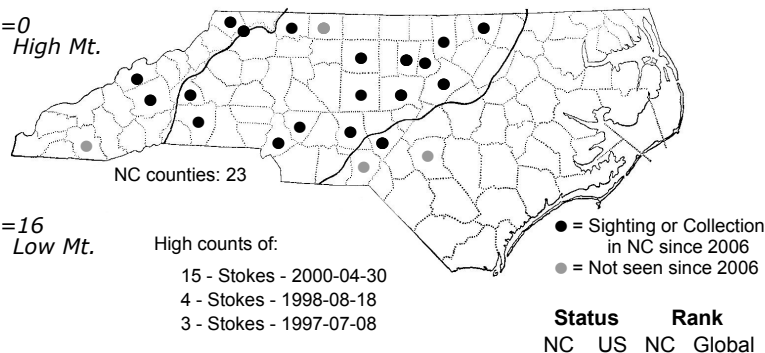 =0
High Mt.
NC counties: 23
=16
Low Mt.
High counts of:
15 - Stokes - 2000-04-30
4 - Stokes - 1998-08-18
3 - Stokes - 1997-07-08
= Sighting or Collection
in NC since 2006
= Not seen since 2006
Status Rank
NC US NC Global